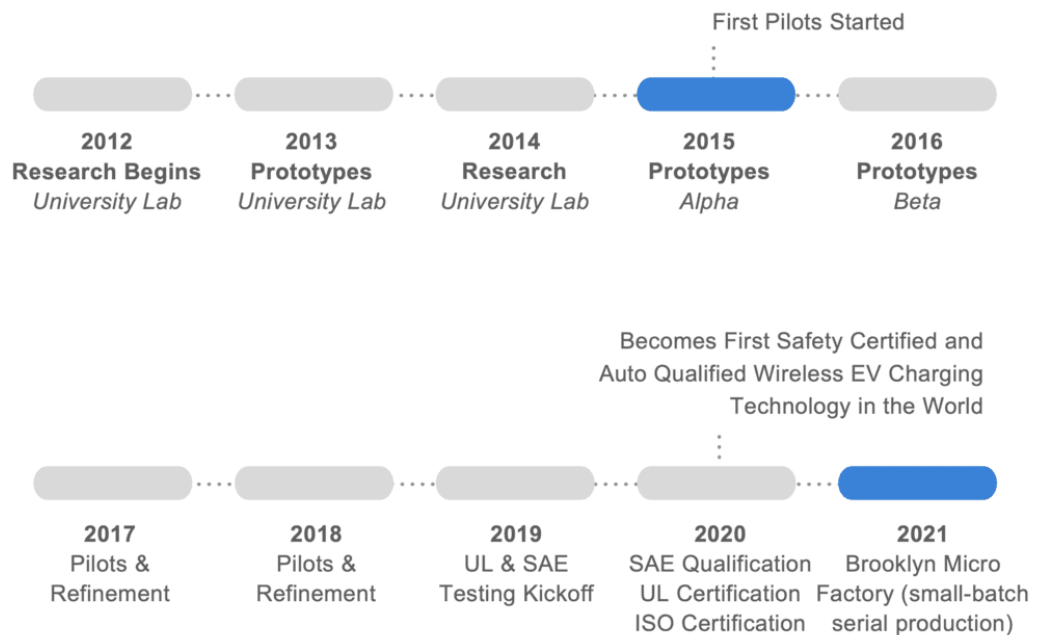 First Pilots Started
2012
Research Begins
University Lab
2013
Prototypes
University Lab
2014
Research
University Lab
2015
Prototypes
Alpha
2016
Prototypes
Beta
Becomes First Safety Certified and
Auto Qualified Wireless EV Charging
Technology in the World
2017
Pilots &
Refinement
2018
Pilots &
Refinement
2019
UL & SAE
Testing Kickoff
2020
SAE Qualification
UL Certification
ISO Certification
2021
Brooklyn Micro
Factory (small-batch
serial production)